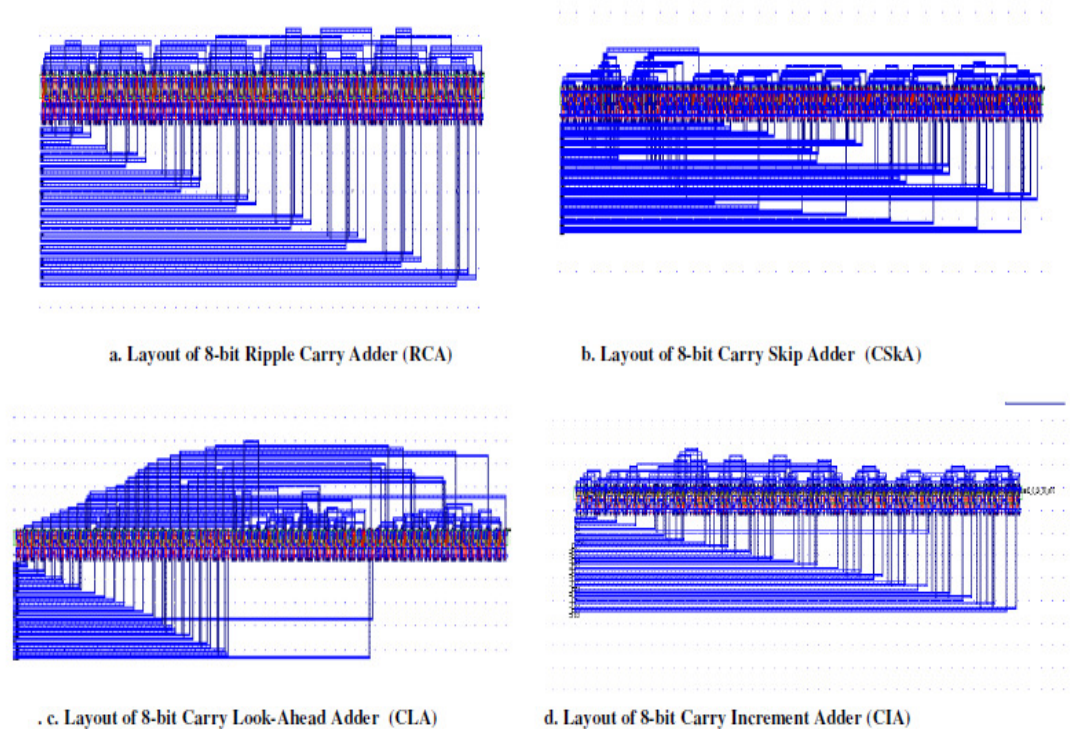 a. Layout of 8-bit Ripple Carry Adder (RCA)
b. Layout of 8-bit Carry Skip Adder (CSkA)
. c. Layout of 8-bit Carry Look-Ahead Adder (CLA)
d. Layout of 8-bit Carry Increment Adder (CIA)